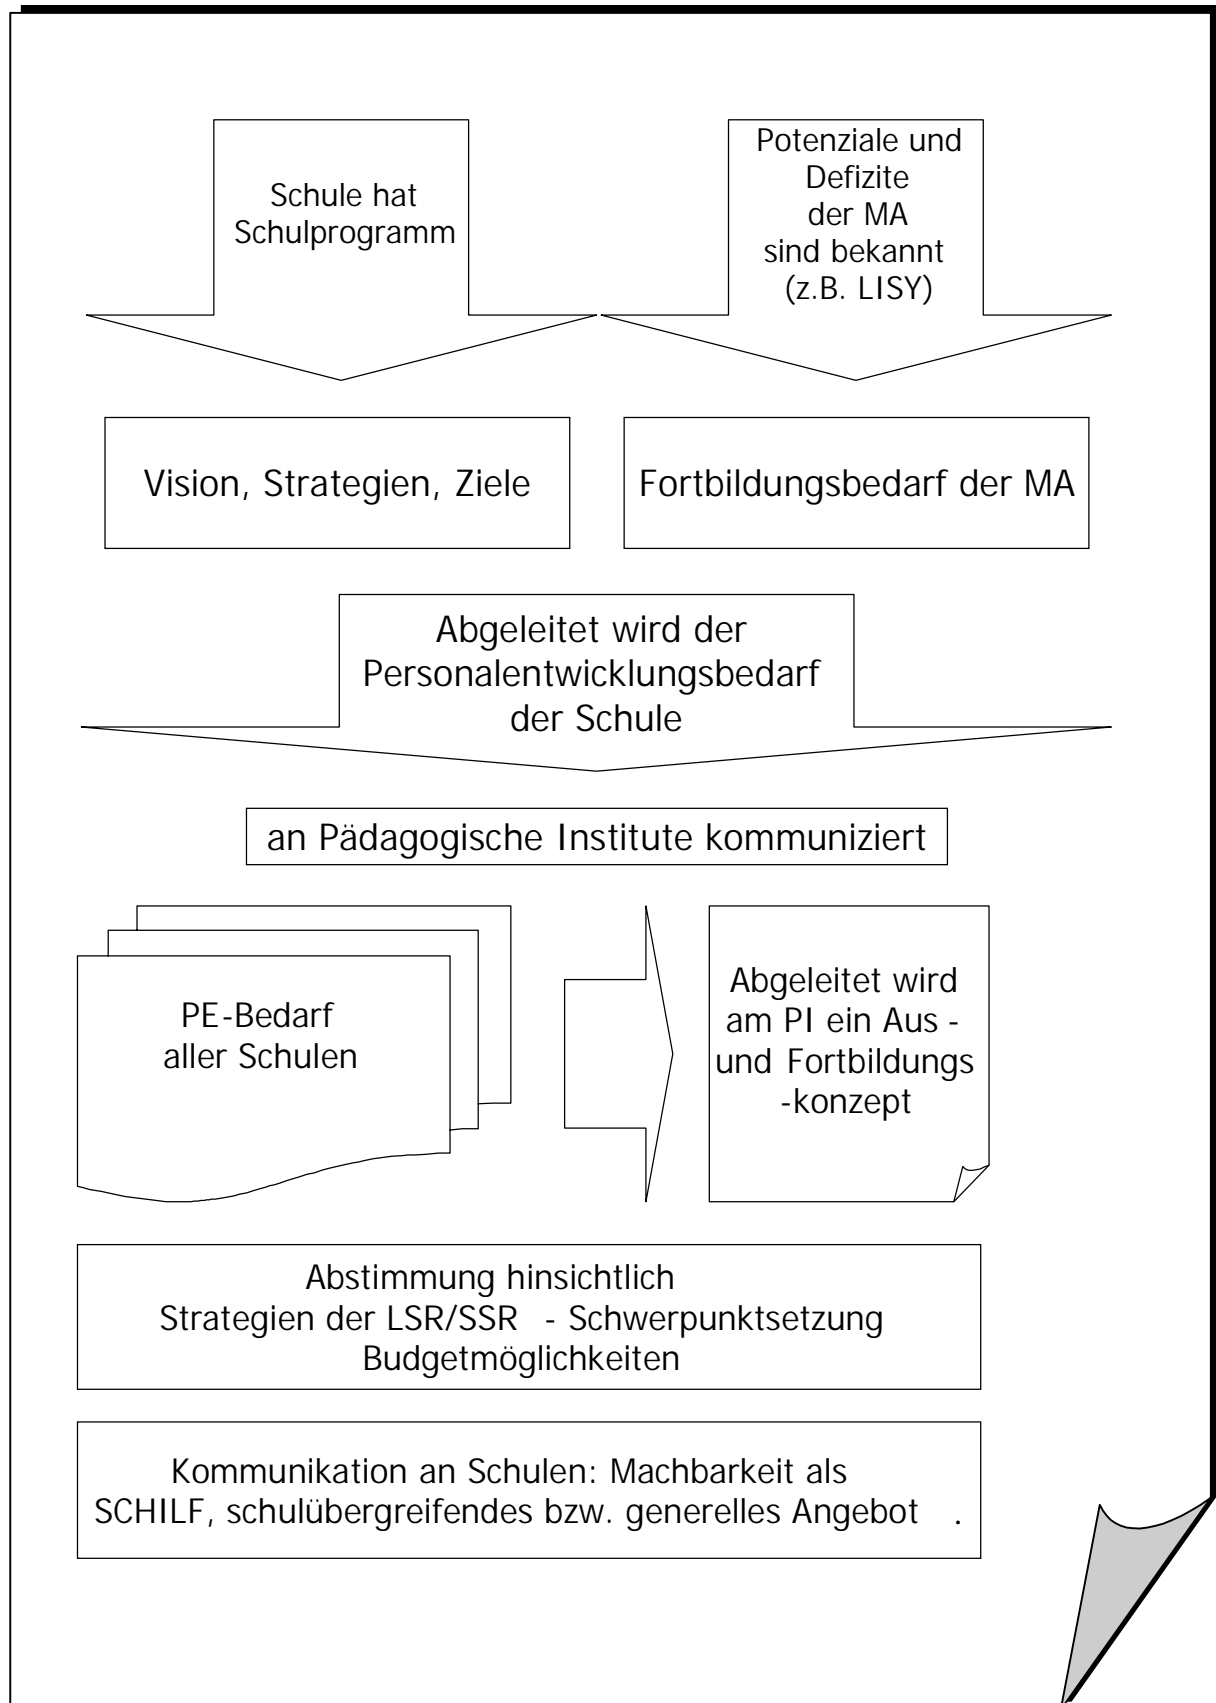 Schule hat
Schulprogramm
Potenziale und
Defizite
der MA
sind bekannt
(z.B. LISY)
Vision, Strategien, Ziele
Fortbildungsbedarf der MA
Abgeleitet wird der
Personalentwicklungsbedarf
der Schule
an Pädagogische Institute kommuniziert
PE-Bedarf
aller Schulen
Abgeleitet wird
am PI ein Aus -
und Fortbildungs
-konzept
Abstimmung hinsichtlich
Strategien der LSR/SSR - Schwerpunktsetzung
Budgetmöglichkeiten
Kommunikation an Schulen: Machbarkeit als
SCHILF, schulübergreifendes bzw. generelles Angebot .